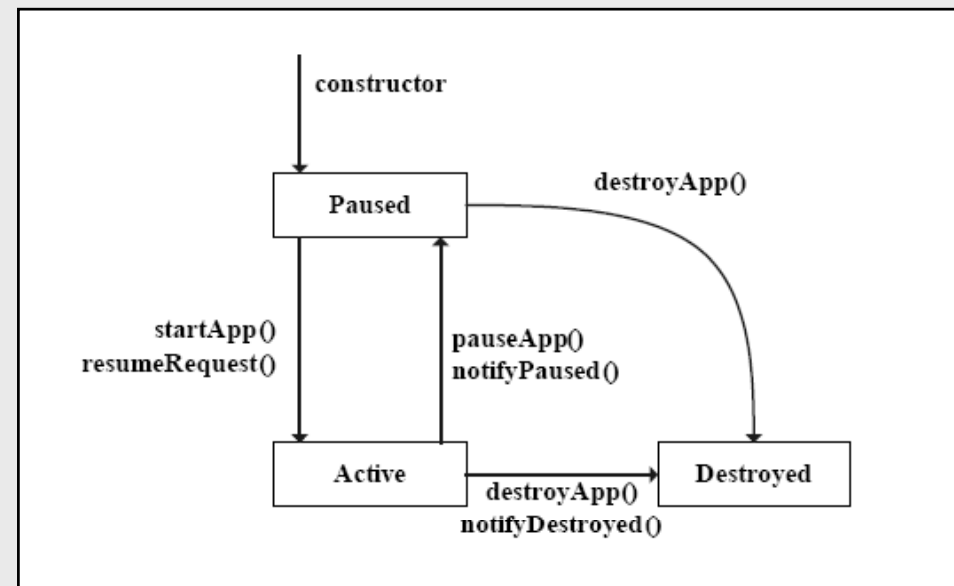 constructor
Paused
destroyApp()
startApp()
resumeRequest()
pauseApp()
notifyPaused()
Active
destroyApp()
notifyDestroyed()
Destroyed